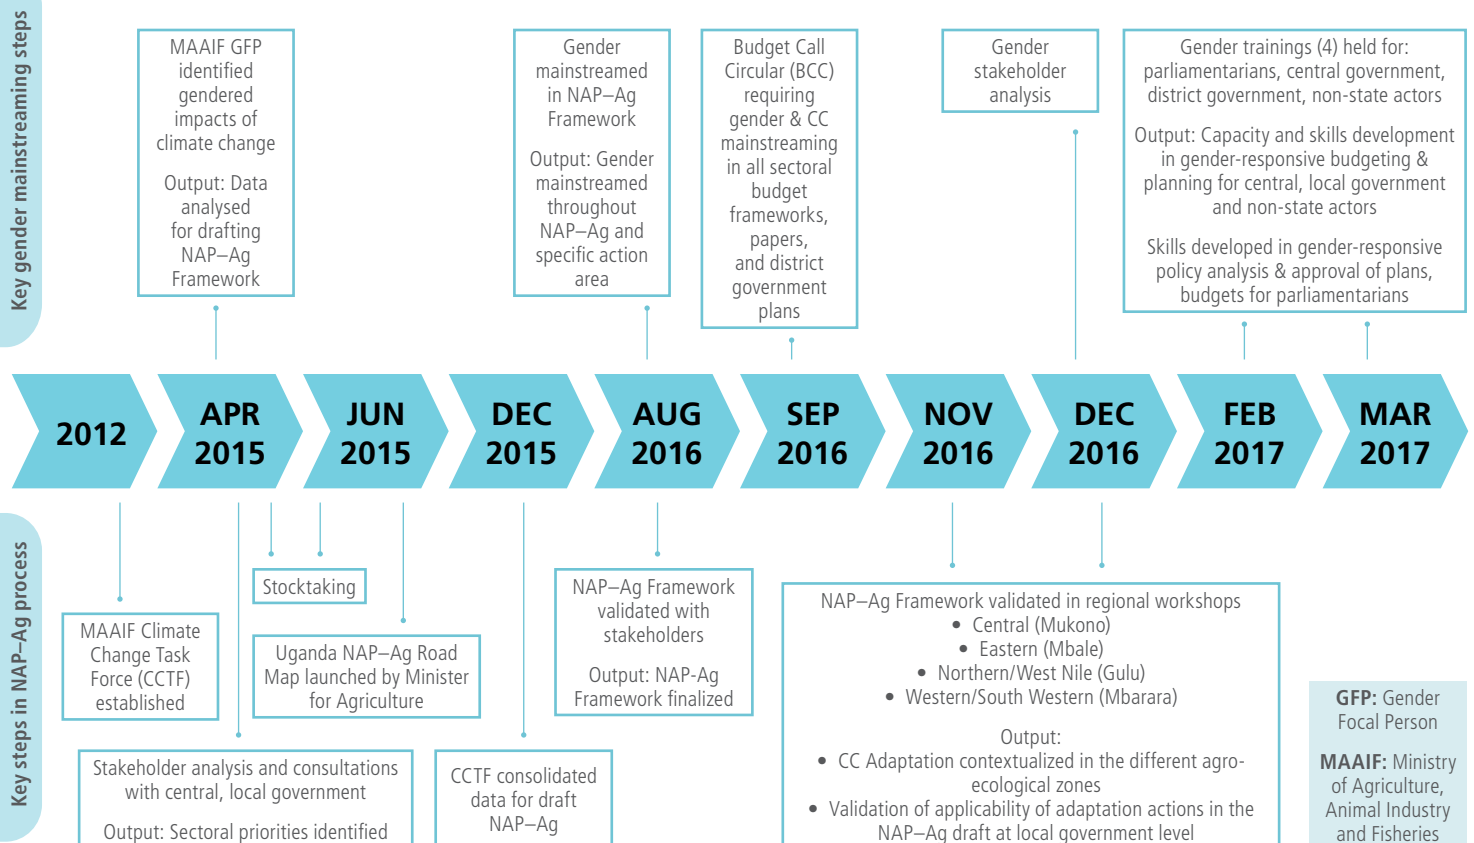 Key gender mainstreaming steps
MAAIF GFP
identified
gendered
impacts of
climate change
Output: Data
analysed
for drafting
NAP–Ag
Framework
Gender
mainstreamed
in NAP–Ag
Framework
Output: Gender
mainstreamed
throughout
NAP–Ag and
specific action
area
Budget Call
Circular (BCC)
requiring
gender & CC
mainstreaming
in all sectoral
budget
frameworks,
papers,
and district
government
plans
Gender
stakeholder
analysis
Gender trainings (4) held for:
parliamentarians, central government,
district government, non-state actors
Output: Capacity and skills development
in gender-responsive budgeting &
planning for central, local government
and non-state actors
Skills developed in gender-responsive
policy analysis & approval of plans,
budgets for parliamentarians
2012
APR
2015
JUN
2015
DEC
2015
AUG
2016
SEP
2016
NOV
2016
DEC
2016
FEB
2017
MAR
2017
Key steps in NAP–Ag process
MAAIF Climate
Change Task
Force (CCTF)
established
Stocktaking
Uganda NAP–Ag Road
Map launched by Minister
for Agriculture
Stakeholder analysis and consultations
with central, local government
Output: Sectoral priorities identified
CCTF consolidated
data for draft
NAP–Ag
NAP–Ag Framework
validated with
stakeholders
Output: NAP-Ag
Framework finalized
NAP–Ag Framework validated in regional workshops
• Central (Mukono)
• Eastern (Mbale)
• Northern/West Nile (Gulu)
• Western/South Western (Mbarara)
Output:
• CC Adaptation contextualized in the different agro-
ecological zones
• Validation of applicability of adaptation actions in the
NAP–Ag draft at local government level
GFP: Gender
Focal Person
MAAIF: Ministry
of Agriculture,
Animal Industry
and Fisheries